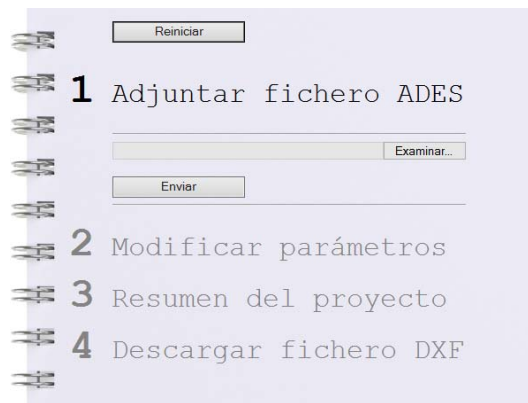 Reiniciar
1 Adjuntar fichero ADES
Examinar...
Enviar
2 Modificar parámetros
3 Resumen del proyecto
4 Descargar fichero DXF